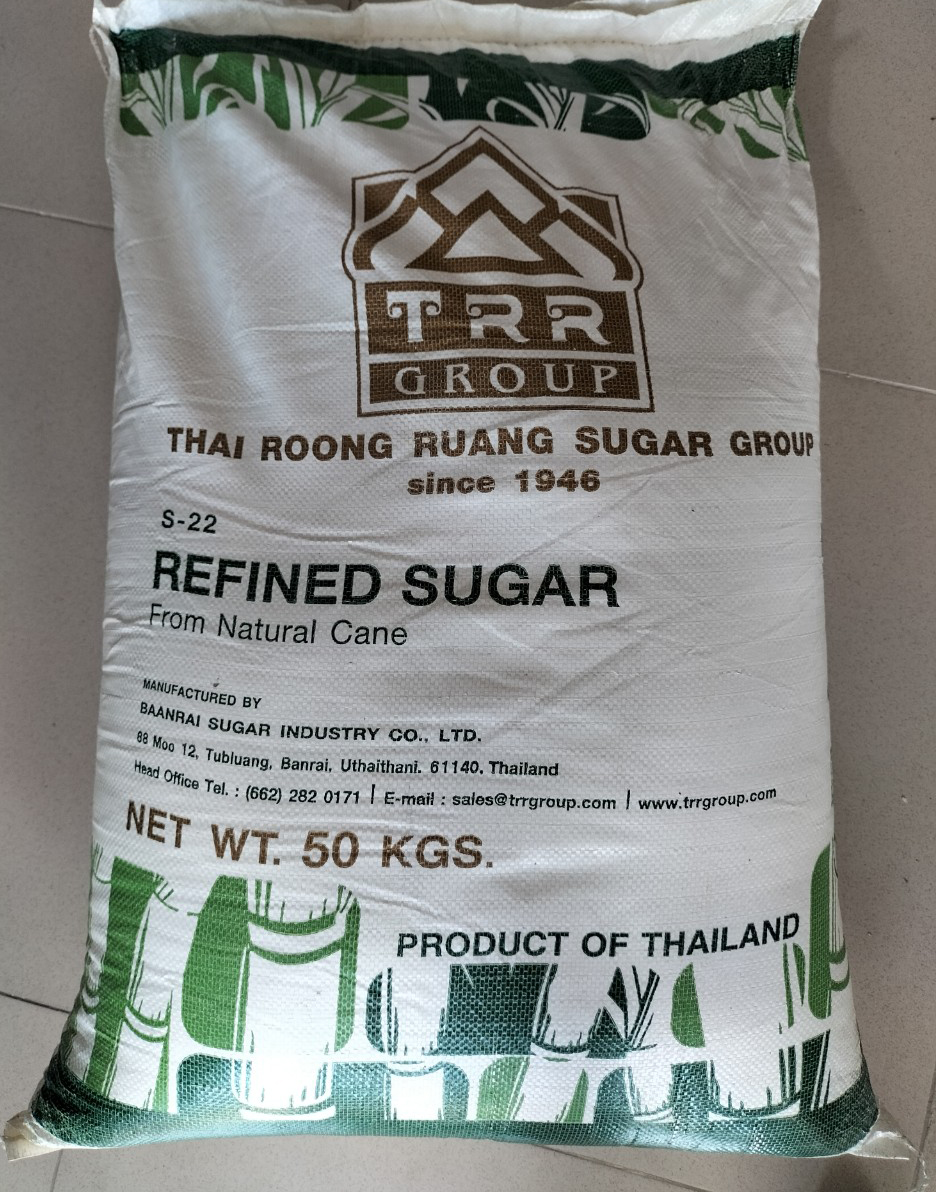 TRR
GROUP
THAI ROONG RUANG SUGAR GROUP
since 1946
S-22
REFINED SUGAR
From Natural Cane
MANUFACTURED BY
BAANRAI SUGAR INDUSTRY CO., LTD.
88 Moo 12, Tubluang, Banrai, Uthaithani. 61140. Thailand
Head Office Tel. : (662) 282 0171 | E-mail : sales@trrgroup.com | www.trrgroup.com
NET WT. 50 KGS.
PRODUCT OF THAILAND